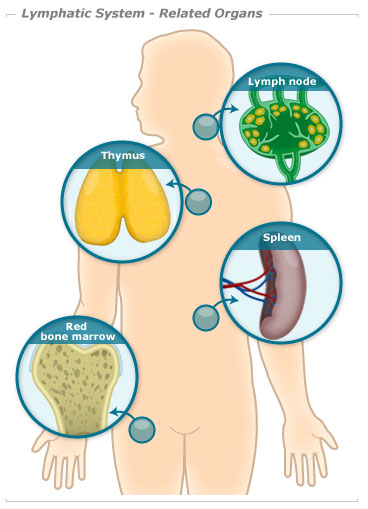 Lymphatic System - Related Organs
Lymph node
Thymus
Spleen
Red
bone marrow